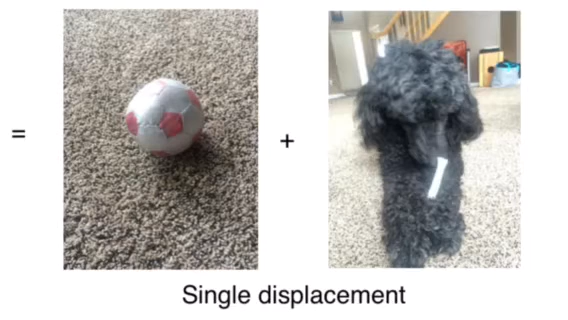 = +
Single displacement